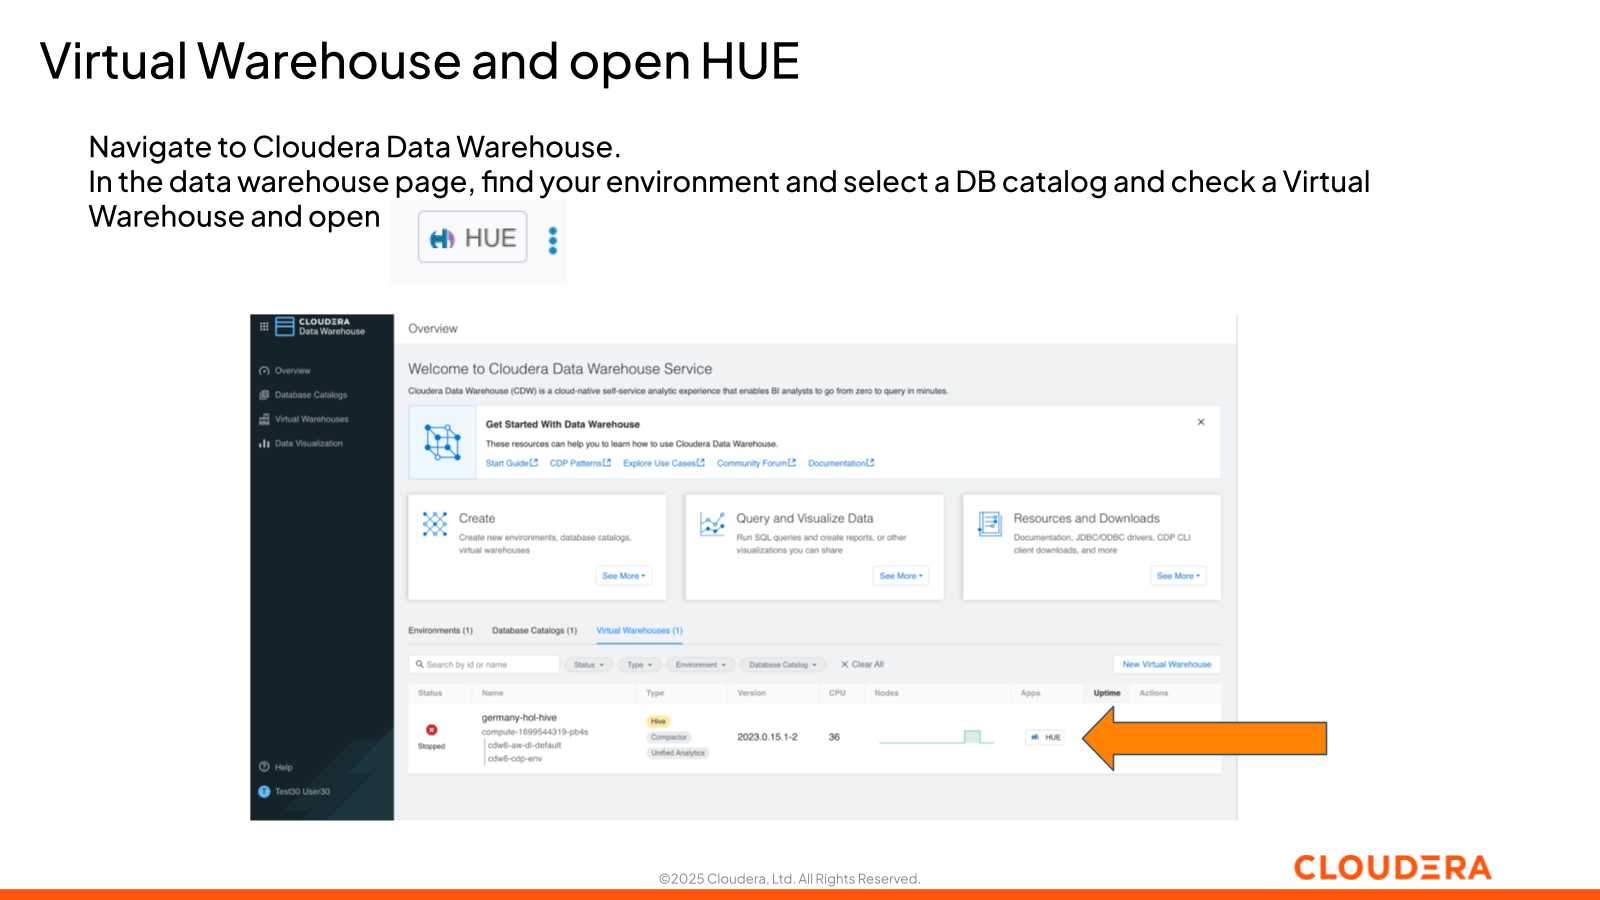 Virtual Warehouse and open HUE
Navigate to Cloudera Data Warehouse.
In the data warehouse page, find your environment and select a DB catalog and check a Virtual
Warehouse and open
HUE
CLOUDERA
Data Warehouse
Overview
Database Catalogs
Virtual Warehouses
Data Visualization
Help
T Test30 User30
Overview
Welcome to Cloudera Data Warehouse Service
Cloudera Data Warehouse (CDW) is a cloud-native self-service analytic experience that enables BI analysts to go from zero to query in minutes.
Get Started With Data Warehouse
These resources can help you to learn how to use Cloudera Data Warehouse.
Start Guide CDP Patterns Explore Use Cases Community Forum Documentation
Create
Create new environments, database catalogs,
virtual warehouses
See More
Query and Visualize Data
Run SQL queries and create reports, or other
visualizations you can share
See More
Resources and Downloads
Documentation, JDBC/ODBC drivers, CDP CLI
client downloads, and more
See More
Environments (1) Database Catalogs (1) Virtual Warehouses (1)
Search by id or name Status Type Environment Database Catalog Clear All New Virtual Warehouse
Status Name Type Version CPU Nodes Apps Uptime Actions
Stopped
germany-hol-hive
compute-1699544319-pb4s
cdw6-aw-dl-default
cdw6-cdp-env
Hive
Compactor
Unified Analytics
2023.0.15.1-2 36 HUE
©2025 Cloudera, Ltd. All Rights Reserved.
CLOUDERA